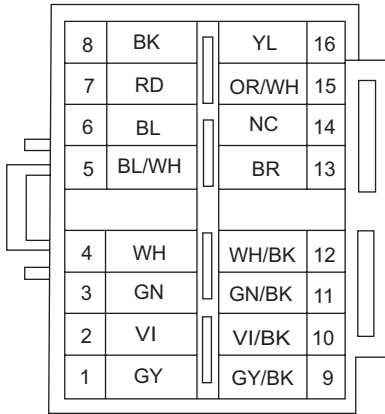 8 BK YL 16
7 RD OR/WH 15
6 BL NC 14
5 BL/WH BR 13
4 WH WH/BK 12
3 GN GN/BK 11
2 VI VI/BK 10
1 GY GY/BK 9